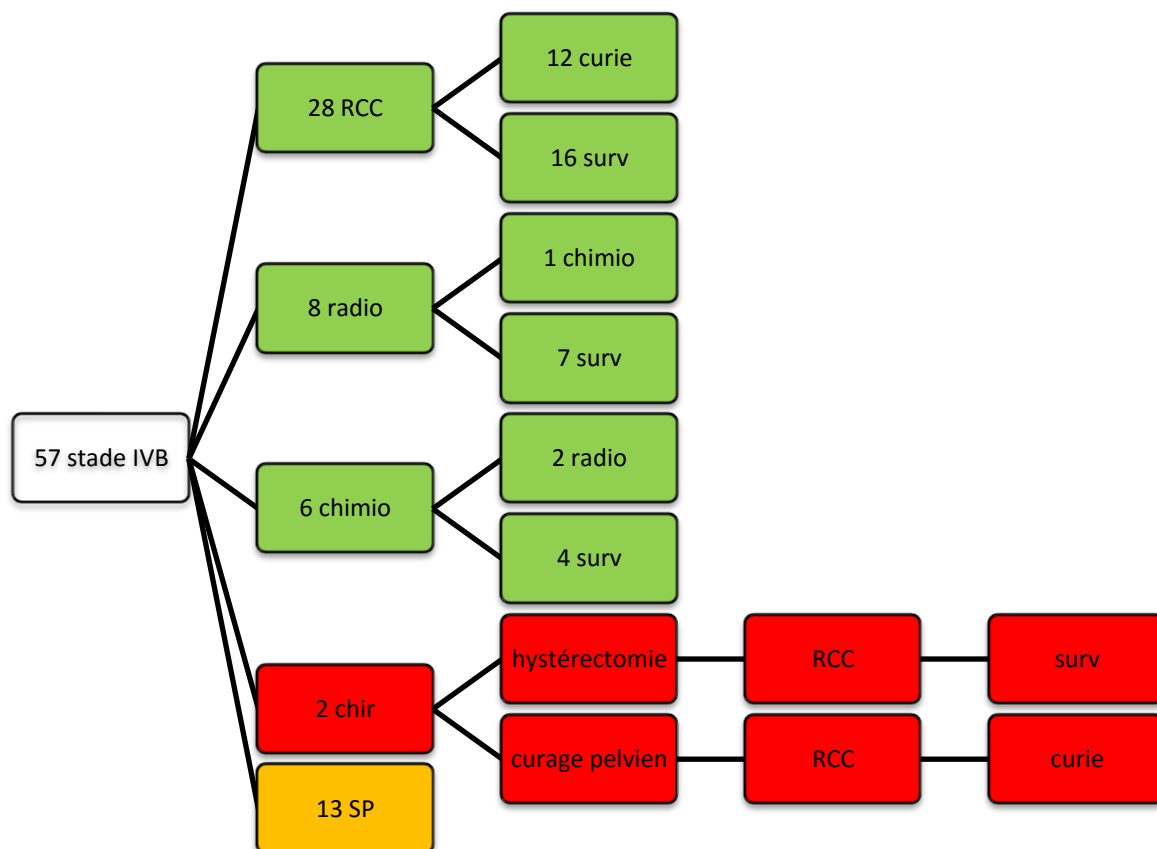 57 stade IVB
28 RCC
12 curie
16 surv
8 radio
1 chimio
7 surv
6 chimio
2 radio
4 surv
2 chir
hystérectomie
RCC
surv
curage pelvien
RCC
curie
13 SP